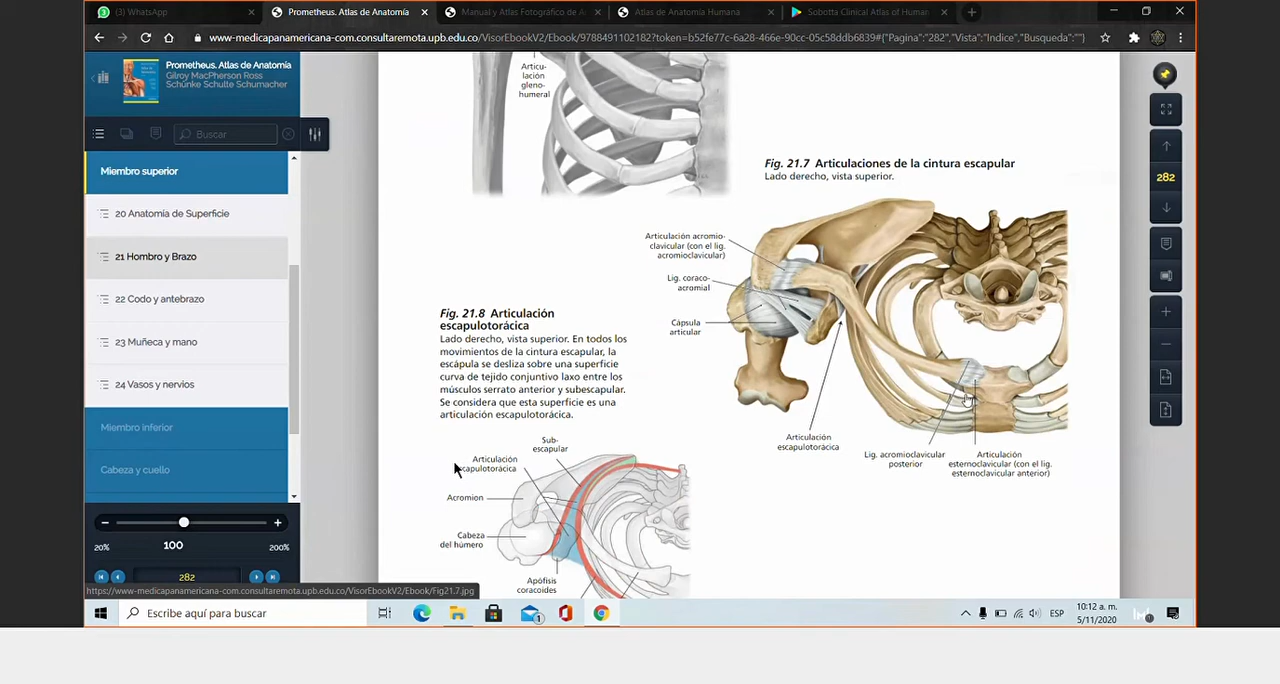 (3) WhatsApp
Prometheus. Atlas de Anatomía
Manual y Atlas Fotográfico de A
Atlas de Anatomía Humana
Sobotta Clinical Atlas of Human
www-medicapanamericana-com.consultaremota.upb.edu.co/VisorEbookV2/Ebook/9788491102182?token=b52fe77c-6a28-466e-90cc-05c58ddb6839#{"Pagina":"282","Vista":"Indice","Busqueda":""}
Prometheus. Atlas de Anatomía
Gilroy MacPherson Ross
Schünke Schulte Schumacher
Buscar
Miembro superior
20 Anatomía de Superficie
21 Hombro y Brazo
22 Codo y antebrazo
23 Muñeca y mano
24 Vasos y nervios
Miembro inferior
Cabeza y cuello
20%
100
200%
282
Articu-
lación
gleno-
humeral
Fig. 21.7 Articulaciones de la cintura escapular
Lado derecho, vista superior.
Articulación acromio-
clavicular (con el lig.
acromioclavicular)
Lig. coraco-
acromial
Cápsula
articular
Articulación
escapulotorácica
Lig. acromioclavicular
posterior
Articulación
esternoclavicular (con el lig.
esternoclavicular anterior)
Fig. 21.8 Articulación
escapulotorácica
Lado derecho, vista superior. En todos los
movimientos de la cintura escapular, la
escápula se desliza sobre una superficie
curva de tejido conjuntivo laxo entre los
músculos serrato anterior y subescapular.
Se considera que esta superficie es una
articulación escapulotorácica.
Sub-
escapular
Articulación
scapulotorácica
Acromion
Cabeza
del húmero
Apófisis
coracoides
282
https://www-medicapanamericana-com.consultaremota.upb.edu.co/VisorEbookV2/Ebook/Fig21.7.jpg
Escribe aquí para buscar
1
ESP
10:12 a. m.
5/11/2020